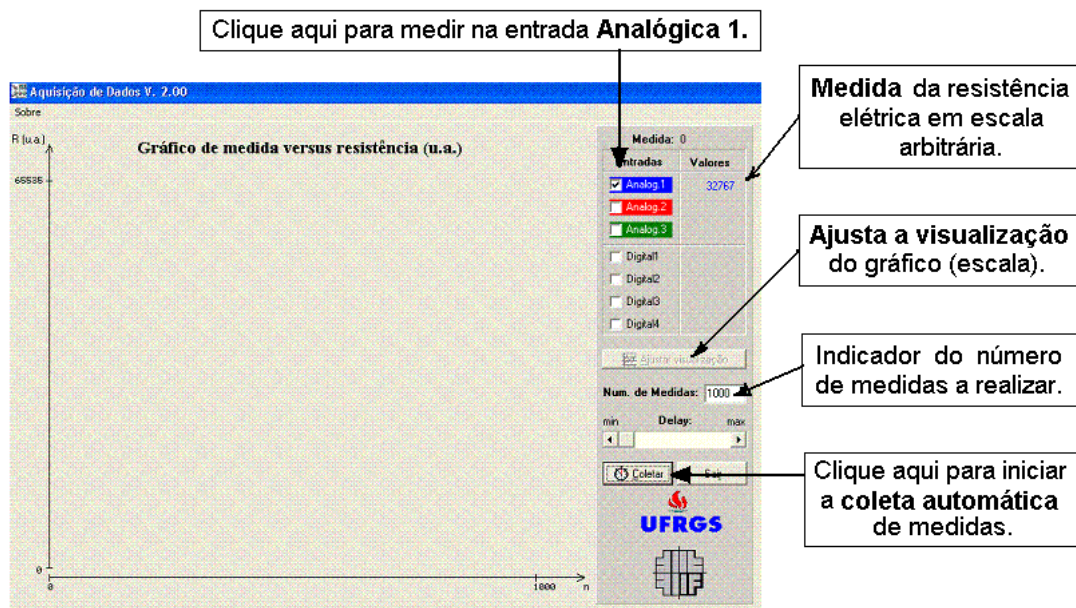 Clique aqui para medir na entrada Analógica 1.
Aquisição de Dados V. 2.00
Sobre
R (u.a)
Gráfico de medida versus resistência (u.a.)
65535
0
0
1000
n
Medida: 0
Entradas Valores
Analog.1 32767
Analog.2
Analog.3
Digital1
Digital2
Digital3
Digital4
Ajustar visualização
Num. de Medidas: 1000
min Delay: max
Coletar Sair
UFRGS
Medida da resistência
elétrica em escala
arbitrária.
Ajusta a visualização
do gráfico (escala).
Indicador do número
de medidas a realizar.
Clique aqui para iniciar
a coleta automática
de medidas.